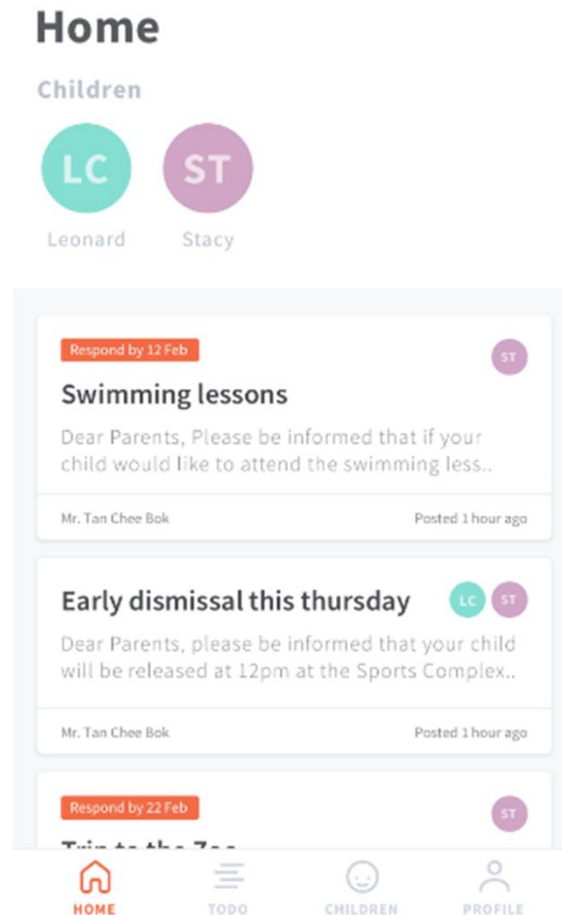 Home
Children
LC ST
Leonard Stacy
Respond by 12 Feb
ST
Swimming lessons
Dear Parents, Please be informed that if your
child would like to attend the swimming less..
Mr. Tan Chee Bok Posted 1 hour ago
Early dismissal this thursday LC ST
Dear Parents, please be informed that your child
will be released at 12pm at the Sports Complex..
Mr. Tan Chee Bok Posted 1 hour ago
Respond by 22 Feb
ST
Trip to the Zoo
HOME TODO CHILDREN PROFILE